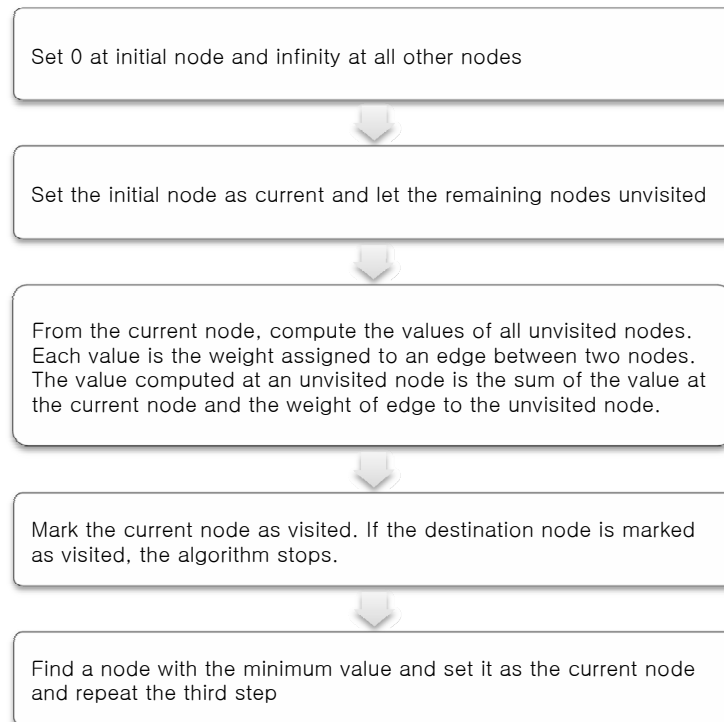 Set 0 at initial node and infinity at all other nodes
Set the initial node as current and let the remaining nodes unvisited
From the current node, compute the values of all unvisited nodes.
Each value is the weight assigned to an edge between two nodes.
The value computed at an unvisited node is the sum of the value at
the current node and the weight of edge to the unvisited node.
Mark the current node as visited. If the destination node is marked
as visited, the algorithm stops.
Find a node with the minimum value and set it as the current node
and repeat the third step